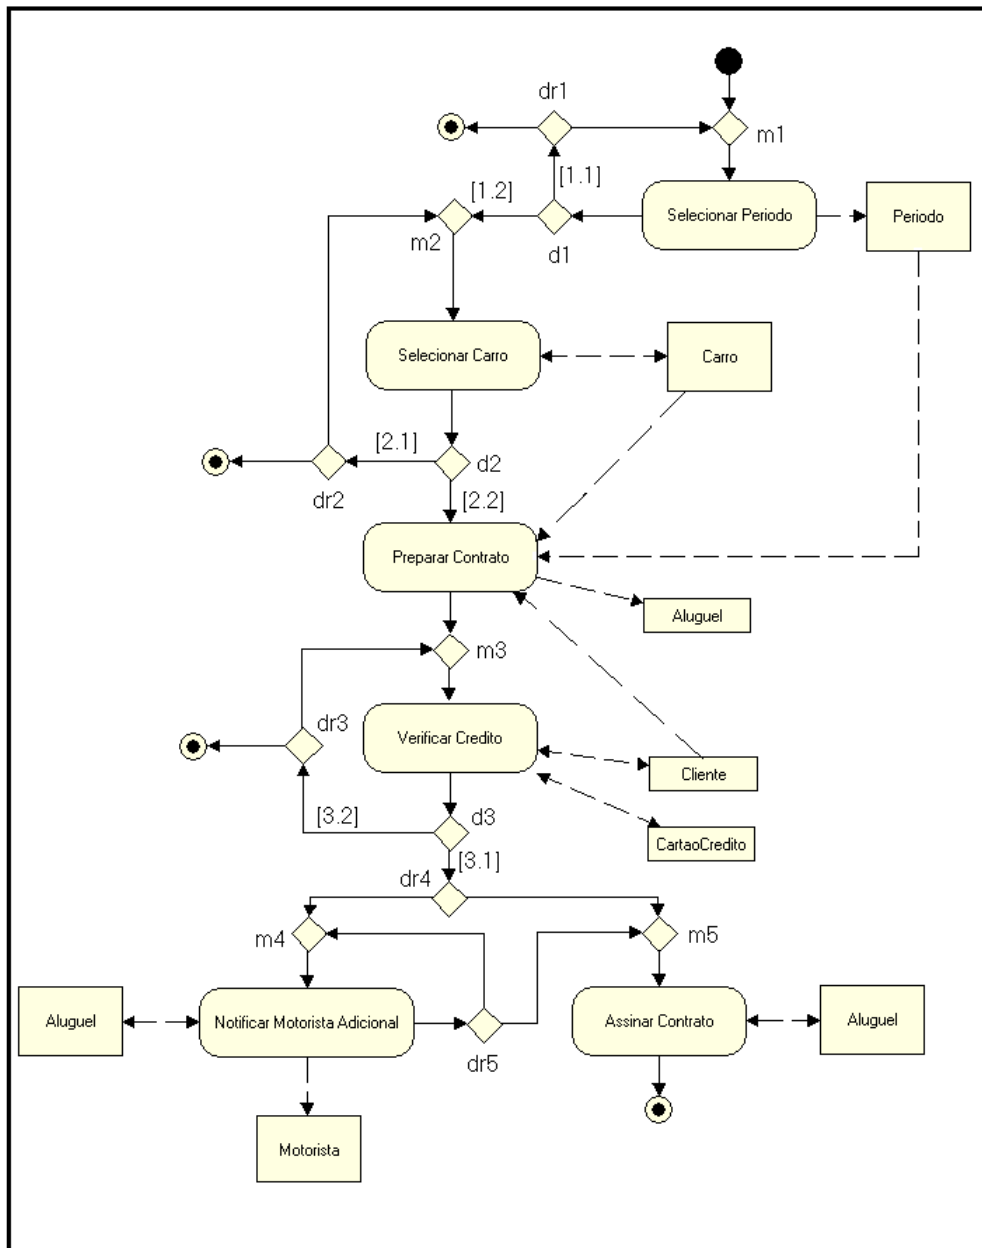 dr1
m1
[1.1]
[1.2]
Selecionar Periodo
Periodo
m2
d1
Selecionar Carro
Carro
[2.1]
d2
dr2
[2.2]
Preparar Contrato
Aluguel
m3
dr3
Verificar Credito
Cliente
[3.2]
d3
CartaoCredito
[3.1]
dr4
m4
m5
Aluguel
Notificar Motorista Adicional
Assinar Contrato
Aluguel
dr5
Motorista